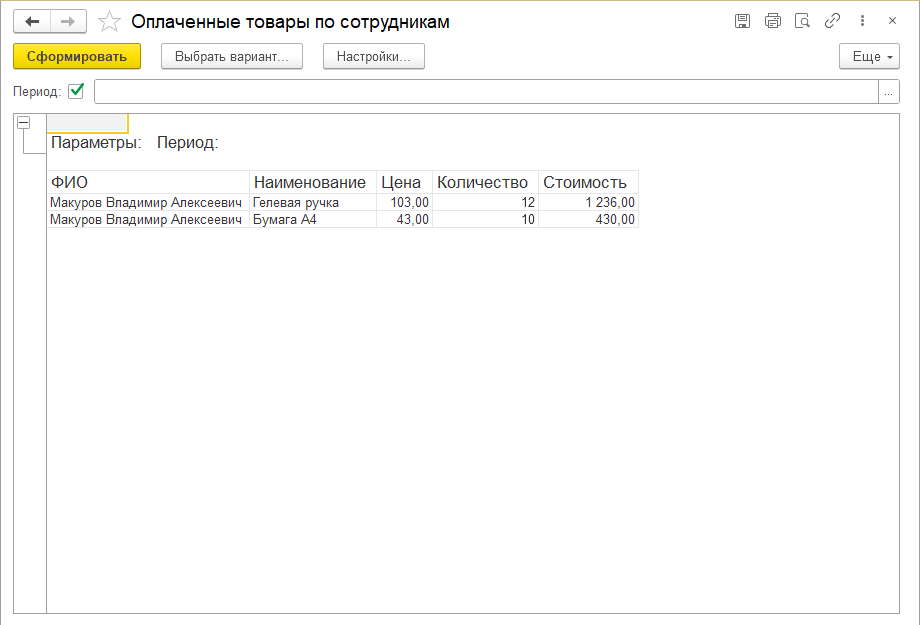 Оплаченные товары по сотрудникам
Сформировать Выбрать вариант... Настройки... Еще
Период: ...
Параметры: Период:
ФИО Наименование Цена Количество Стоимость
Макуров Владимир Алексеевич Гелевая ручка 103,00 12 1 236,00
Макуров Владимир Алексеевич Бумага А4 43,00 10 430,00